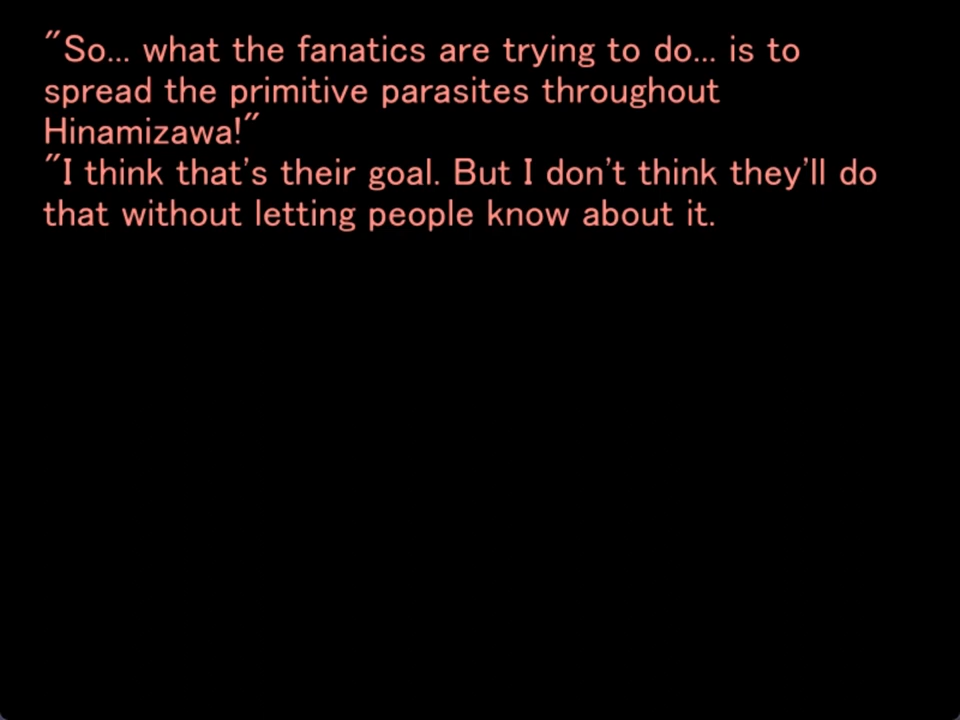 "So... what the fanatics are trying to do... is to
spread the primitive parasites throughout
Hinamizawa!"
"I think that's their goal. But I don't think they'll do
that without letting people know about it.